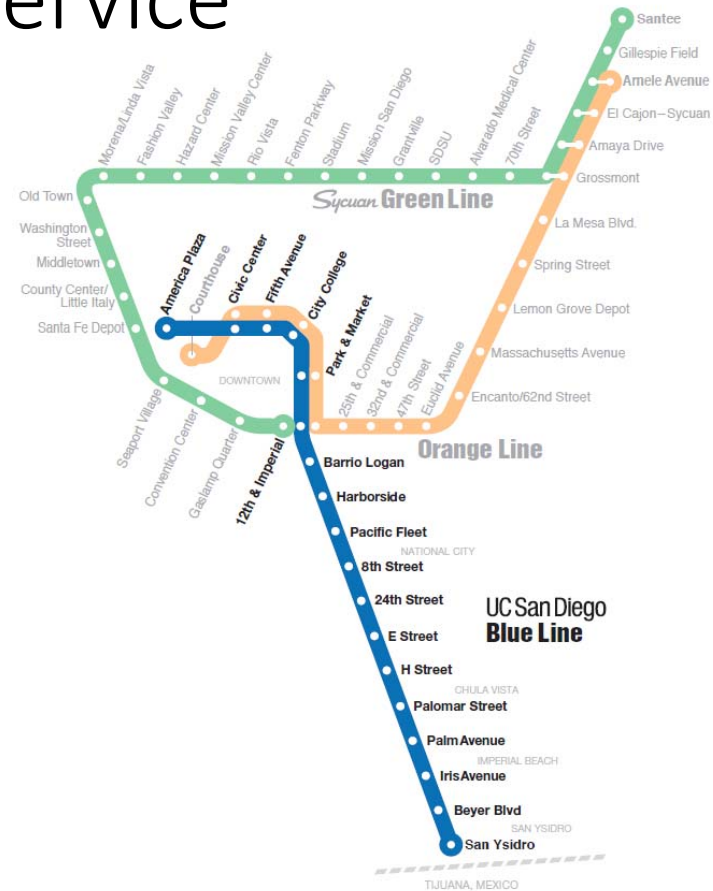 ervice
Santee
Gillespie Field
Arnele Avenue
El Cajon–Sycuan
Amaya Drive
Grossmont
Morena/Linda Vista
Fashion Valley
Hazard Center
Mission Valley Center
Rio Vista
Fenton Parkway
Stadium
Mission San Diego
Grantville
SDSU
Alvarado Medical Center
70th Street
Sycuan Green Line
Old Town
Washington
Street
Middletown
County Center/
Little Italy
Santa Fe Depot
America Plaza
Courthouse
Civic Center
Fifth Avenue
City College
Park & Market
La Mesa Blvd.
Spring Street
Lemon Grove Depot
Massachusetts Avenue
Encanto/62nd Street
25th & Commercial
32nd & Commercial
47th Street
Euclid Avenue
DOWNTOWN
Orange Line
Seaport Village
Convention Center
Gaslamp Quarter
12th & Imperial
Barrio Logan
Harborside
Pacific Fleet
NATIONAL CITY
8th Street
24th Street
UC San Diego
Blue Line
E Street
H Street
CHULA VISTA
Palomar Street
Palm Avenue
IMPERIAL BEACH
Iris Avenue
Beyer Blvd
SAN YSIDRO
San Ysidro
TIJUANA, MEXICO